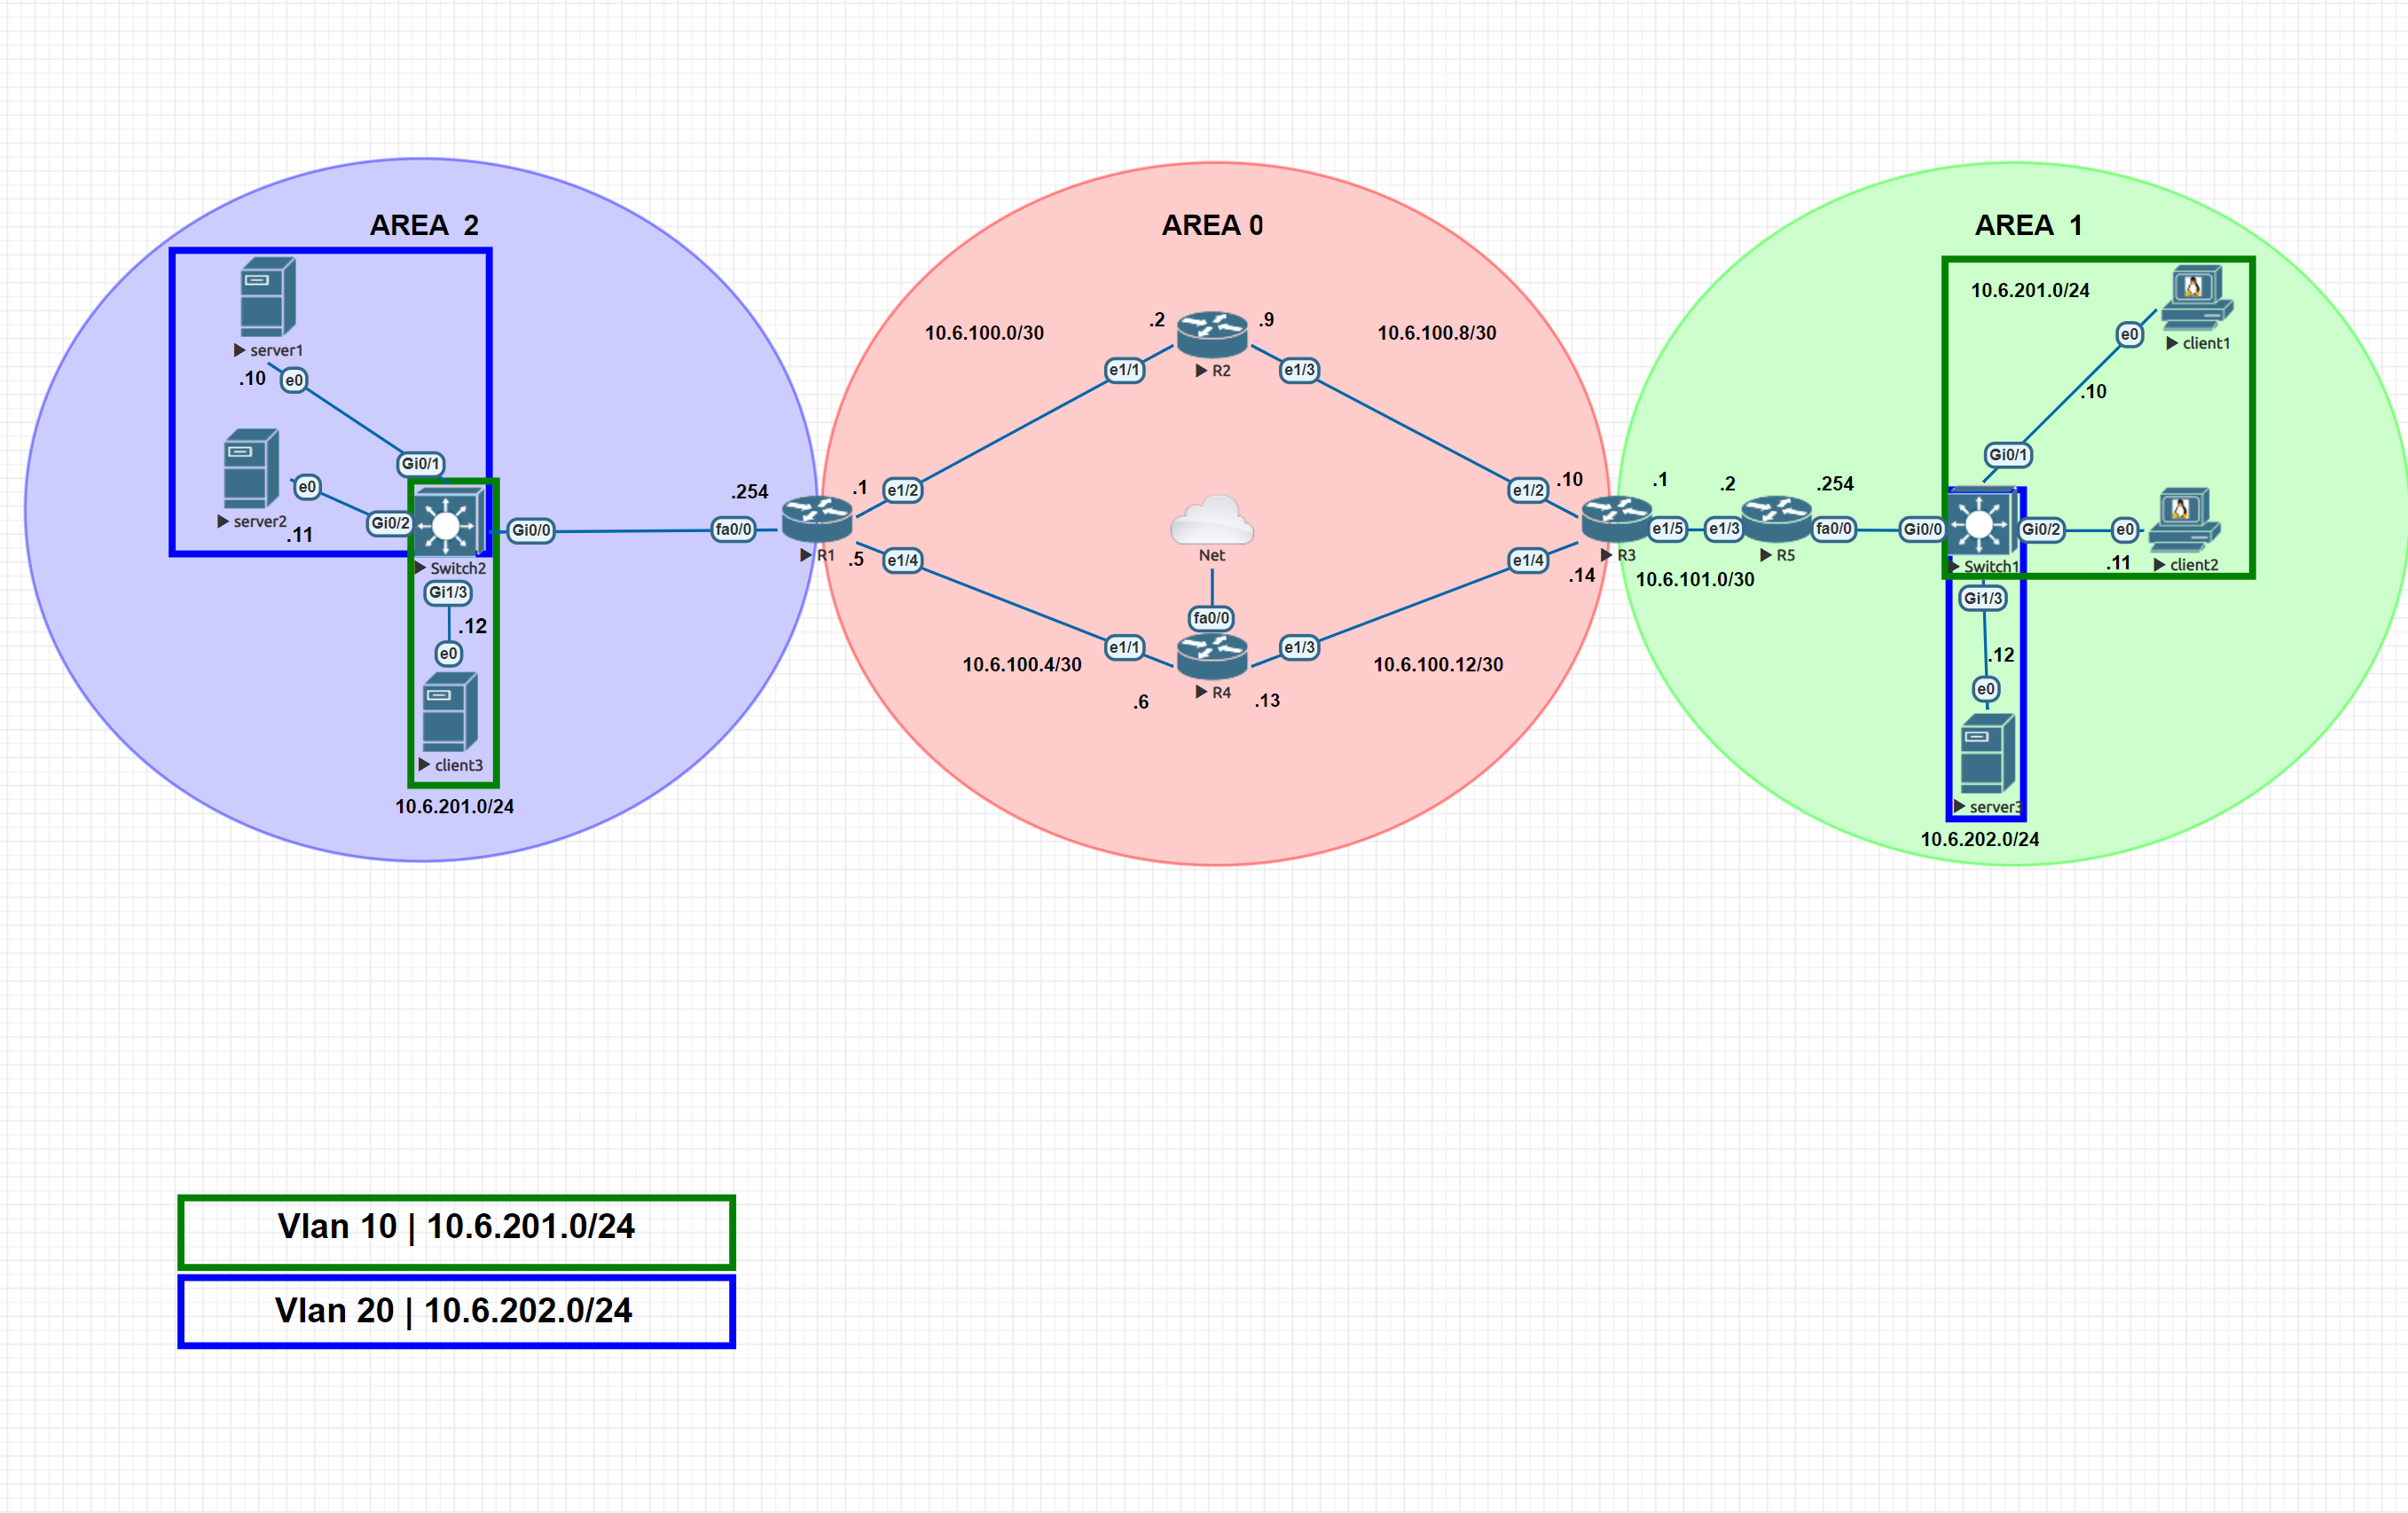 AREA  2
AREA 0
AREA  1
server1
.10
e0
Gi0/1
server2
e0
.11
Gi0/2
Switch2
Gi0/0
Gi1/3
.12
e0
client3
10.6.201.0/24
.254
fa0/0
R1
.1
e1/2
.5
e1/4
10.6.100.0/30
.2
e1/1
R2
.9
e1/3
10.6.100.8/30
Net
fa0/0
10.6.100.4/30
e1/1
.6
R4
.13
e1/3
10.6.100.12/30
e1/2
.10
e1/4
.14
R3
.1
e1/5
10.6.101.0/30
.2
e1/3
R5
.254
fa0/0
10.6.201.0/24
client1
e0
.10
Gi0/1
Gi0/0
Switch1
Gi0/2
e0
.11
client2
Gi1/3
.12
e0
server3
10.6.202.0/24
Vlan 10 | 10.6.201.0/24
Vlan 20 | 10.6.202.0/24